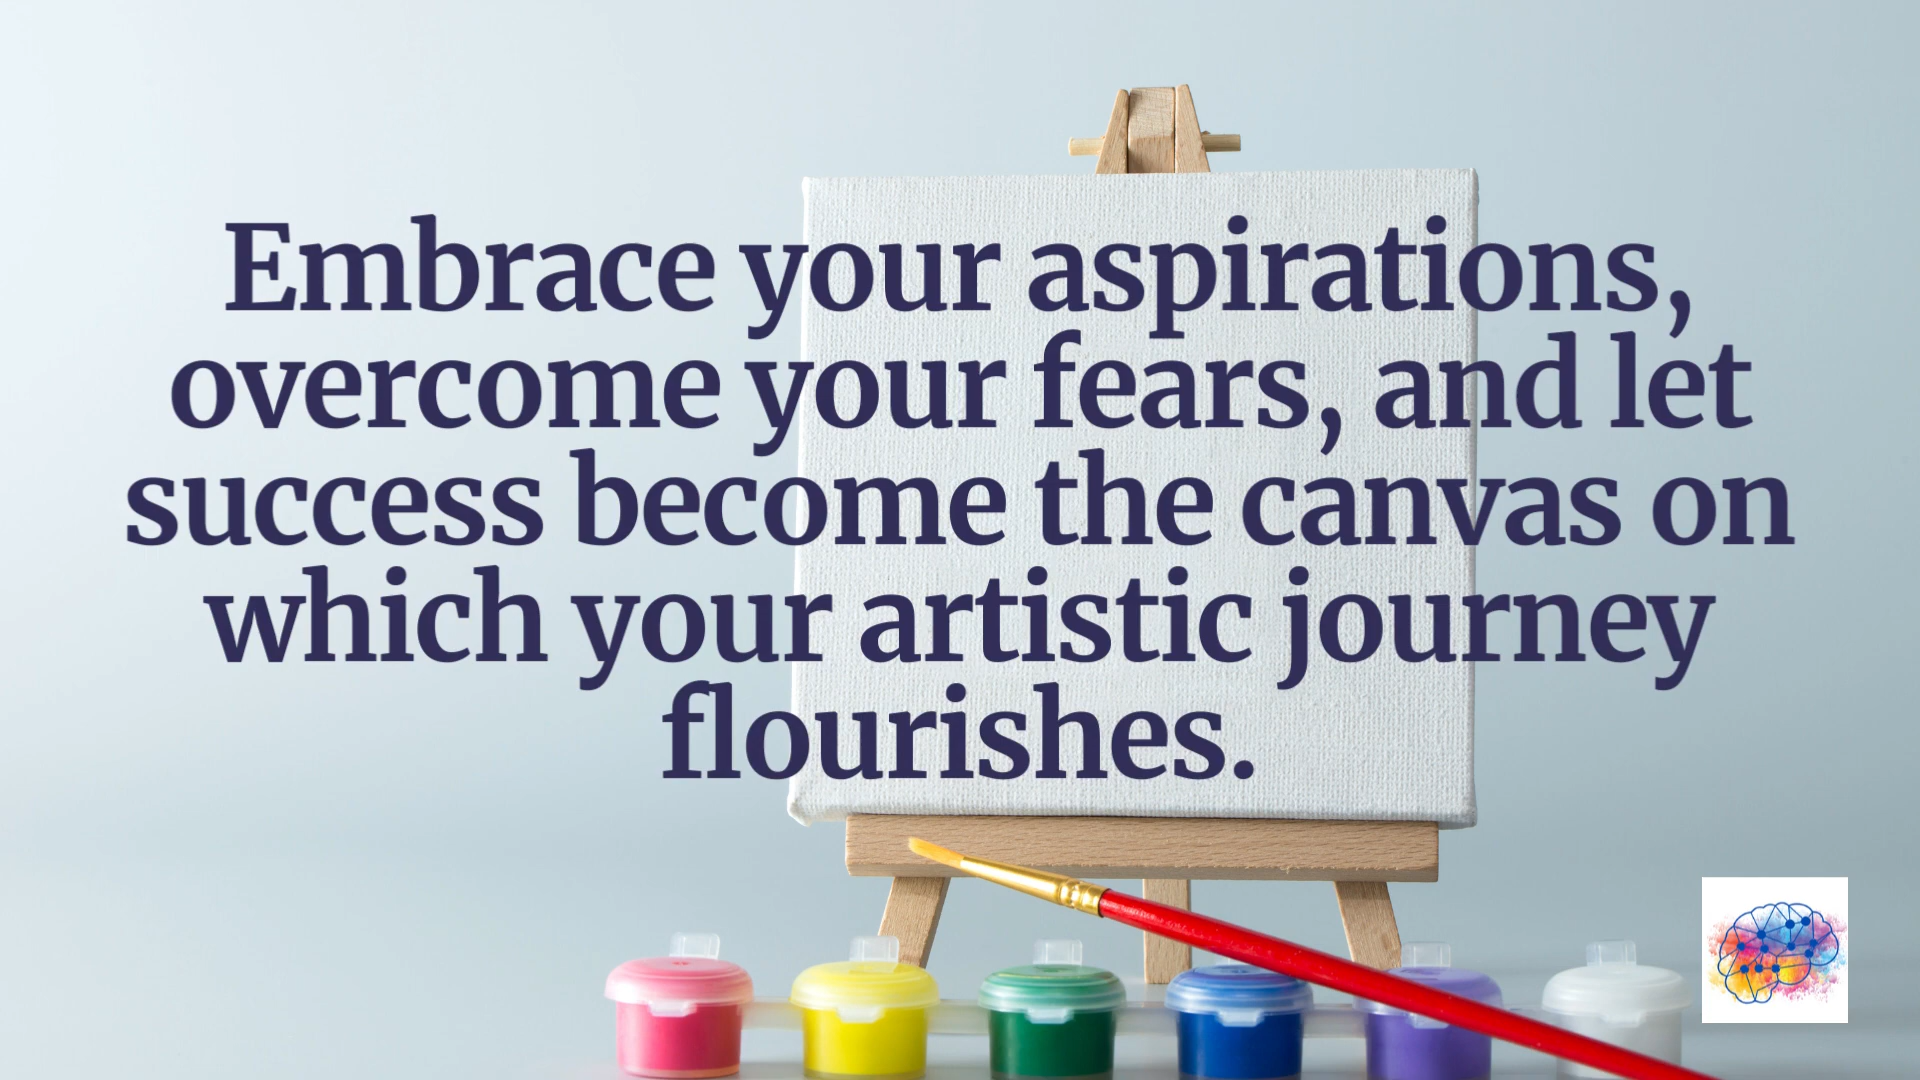 Embrace your aspirations,
overcome your fears, and let
success become the canvas on
which your artistic journey
flourishes.